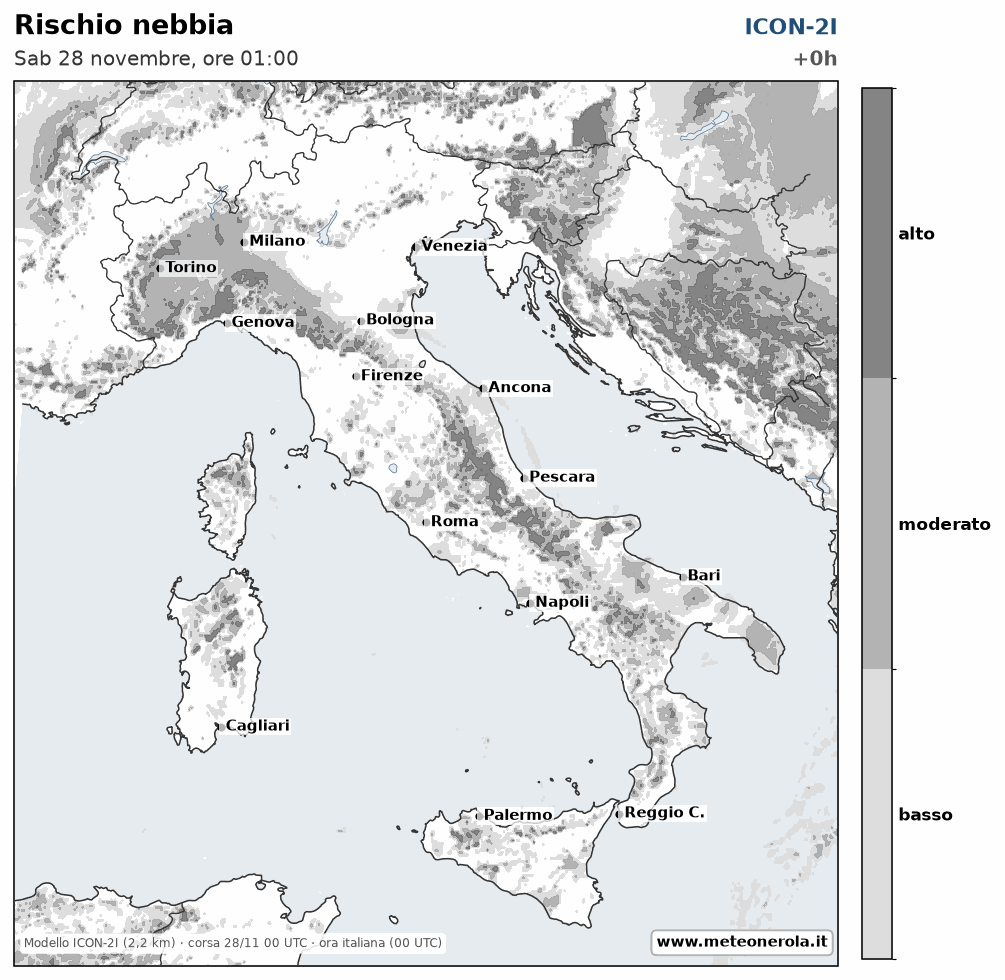 Rischio nebbia
ICON-2I
Sab 28 novembre, ore 01:00
+0h
Milano
Venezia
Torino
Genova
Bologna
Firenze
Ancona
Pescara
Roma
Bari
Napoli
Cagliari
Palermo
Reggio C.
alto
moderato
basso
Modello ICON-2I (2,2 km) · corsa 28/11 00 UTC · ora italiana (00 UTC)
www.meteonerola.it